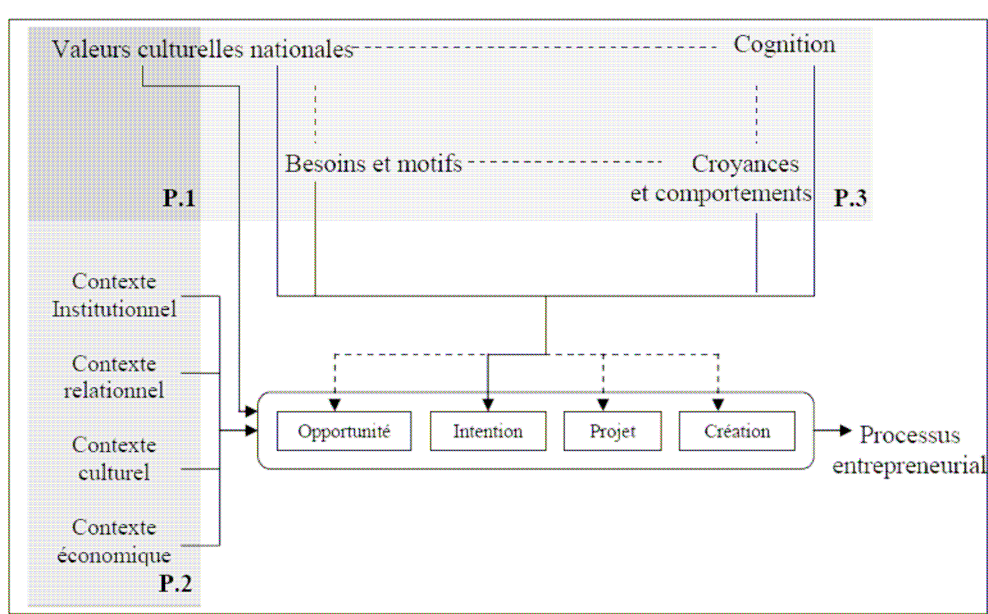 Valeurs culturelles nationales
Cognition
Besoins et motifs
Croyances
et comportements
P.1
P.3
Contexte
Institutionnel
Contexte
relationnel
Contexte
culturel
Contexte
économique
P.2
Opportunité
Intention
Projet
Création
Processus
entrepreneurial